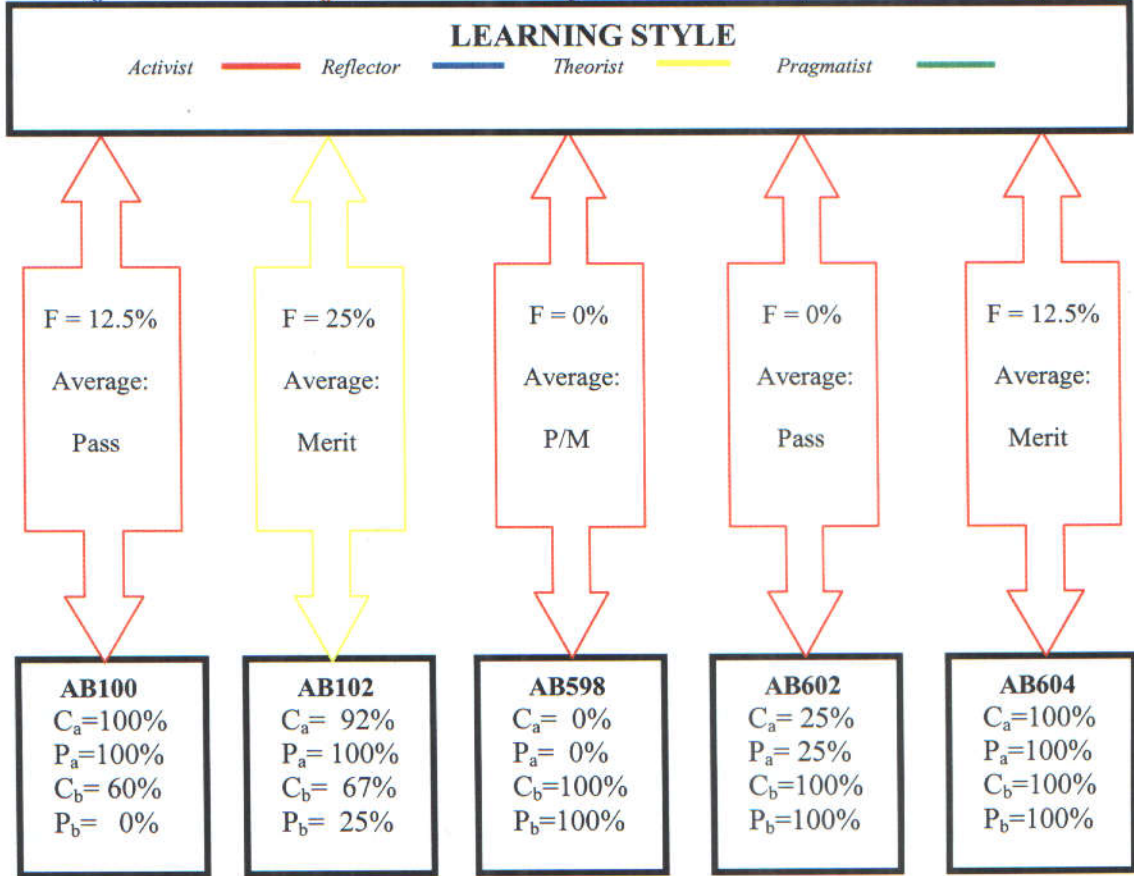 LEARNING STYLE
Activist Reflector Theorist Pragmatist
F = 12.5%
Average:
Pass
F = 25%
Average:
Merit
F = 0%
Average:
P/M
F = 0%
Average:
Pass
F = 12.5%
Average:
Merit
AB100
Ca=100%
Pa=100%
Cb= 60%
Pb= 0%
AB102
Ca= 92%
Pa= 100%
Cb= 67%
Pb= 25%
AB598
Ca= 0%
Pa= 0%
Cb=100%
Pb=100%
AB602
Ca= 25%
Pa= 25%
Cb=100%
Pb=100%
AB604
Ca=100%
Pa=100%
Cb=100%
Pb=100%